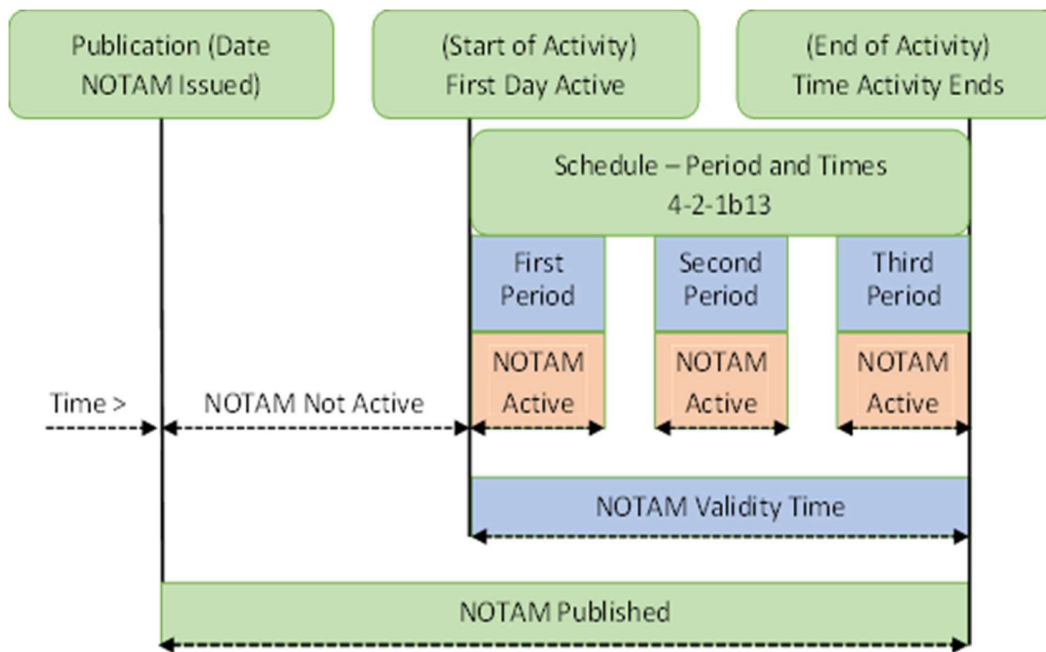 Publication (Date
NOTAM Issued)
(Start of Activity)
First Day Active
(End of Activity)
Time Activity Ends
Schedule – Period and Times
4-2-1b13
First
Period
Second
Period
Third
Period
NOTAM
Active
NOTAM
Active
NOTAM
Active
Time >
NOTAM Not Active
NOTAM Validity Time
NOTAM Published